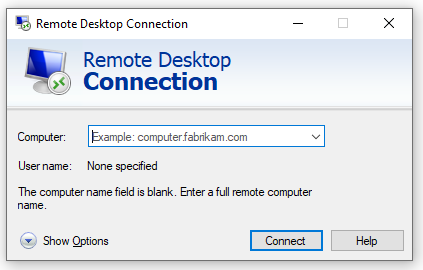 Remote Desktop Connection
Remote Desktop
Connection
Computer:
Example: computer.fabrikam.com
User name:
None specified
The computer name field is blank. Enter a full remote computer
name.
Show Options
Connect
Help